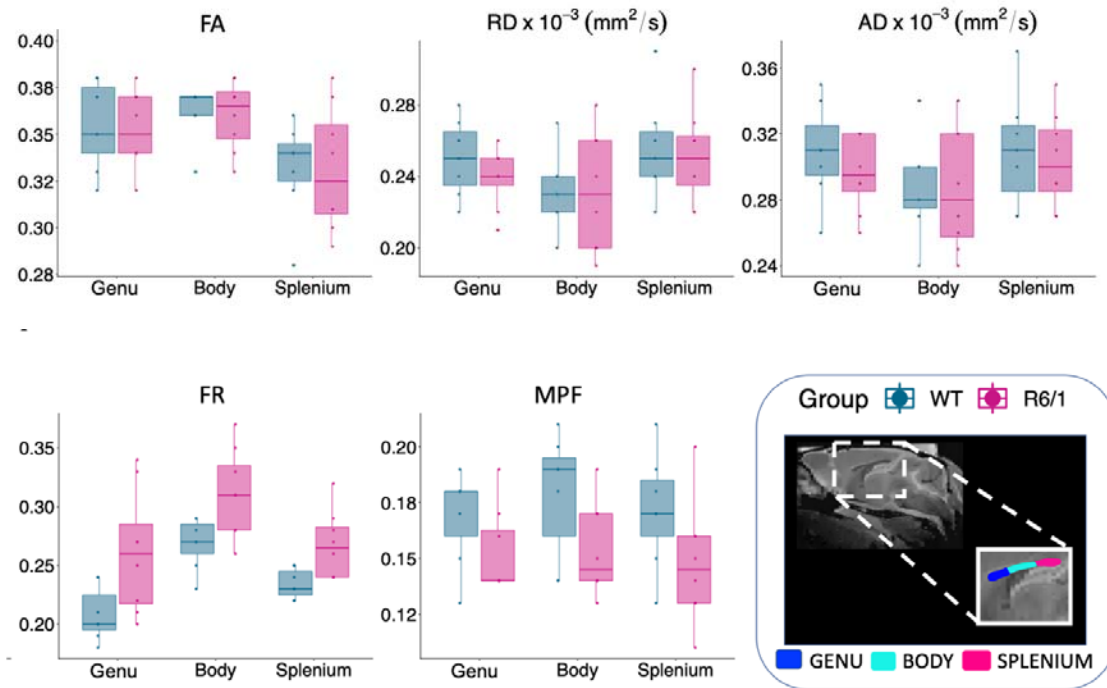 FA
0.40
0.38
0.35
0.32
0.30
0.28
Genu Body Splenium
RD x 10⁻³ (mm²/s)
0.28
0.24
0.20
Genu Body Splenium
AD x 10⁻³ (mm²/s)
0.36
0.32
0.28
0.24
Genu Body Splenium
FR
0.35
0.30
0.25
0.20
Genu Body Splenium
MPF
0.20
0.18
0.15
0.12
Genu Body Splenium
Group WT R6/1
GENU BODY SPLENIUM